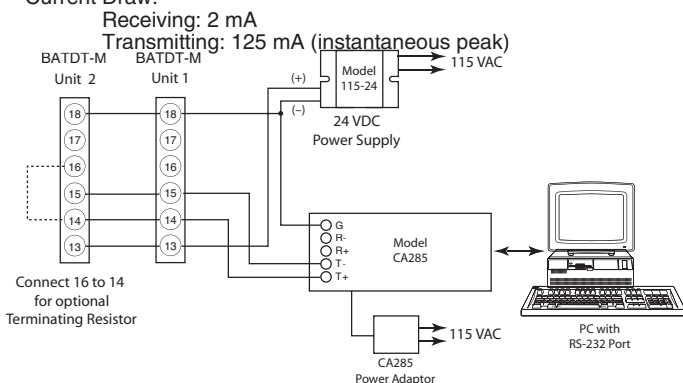 Current Draw:
Receiving: 2 mA
Transmitting: 125 mA (instantaneous peak)
BATDT-M
Unit 2
BATDT-M
Unit 1
(+)
(–)
Model
115-24
115 VAC
24 VDC
Power Supply
18
17
16
15
14
13
18
17
16
15
14
13
G
R-
R+
T-
T+
Model
CA285
Connect 16 to 14
for optional
Terminating Resistor
115 VAC
CA285
Power Adaptor
PC with
RS-232 Port